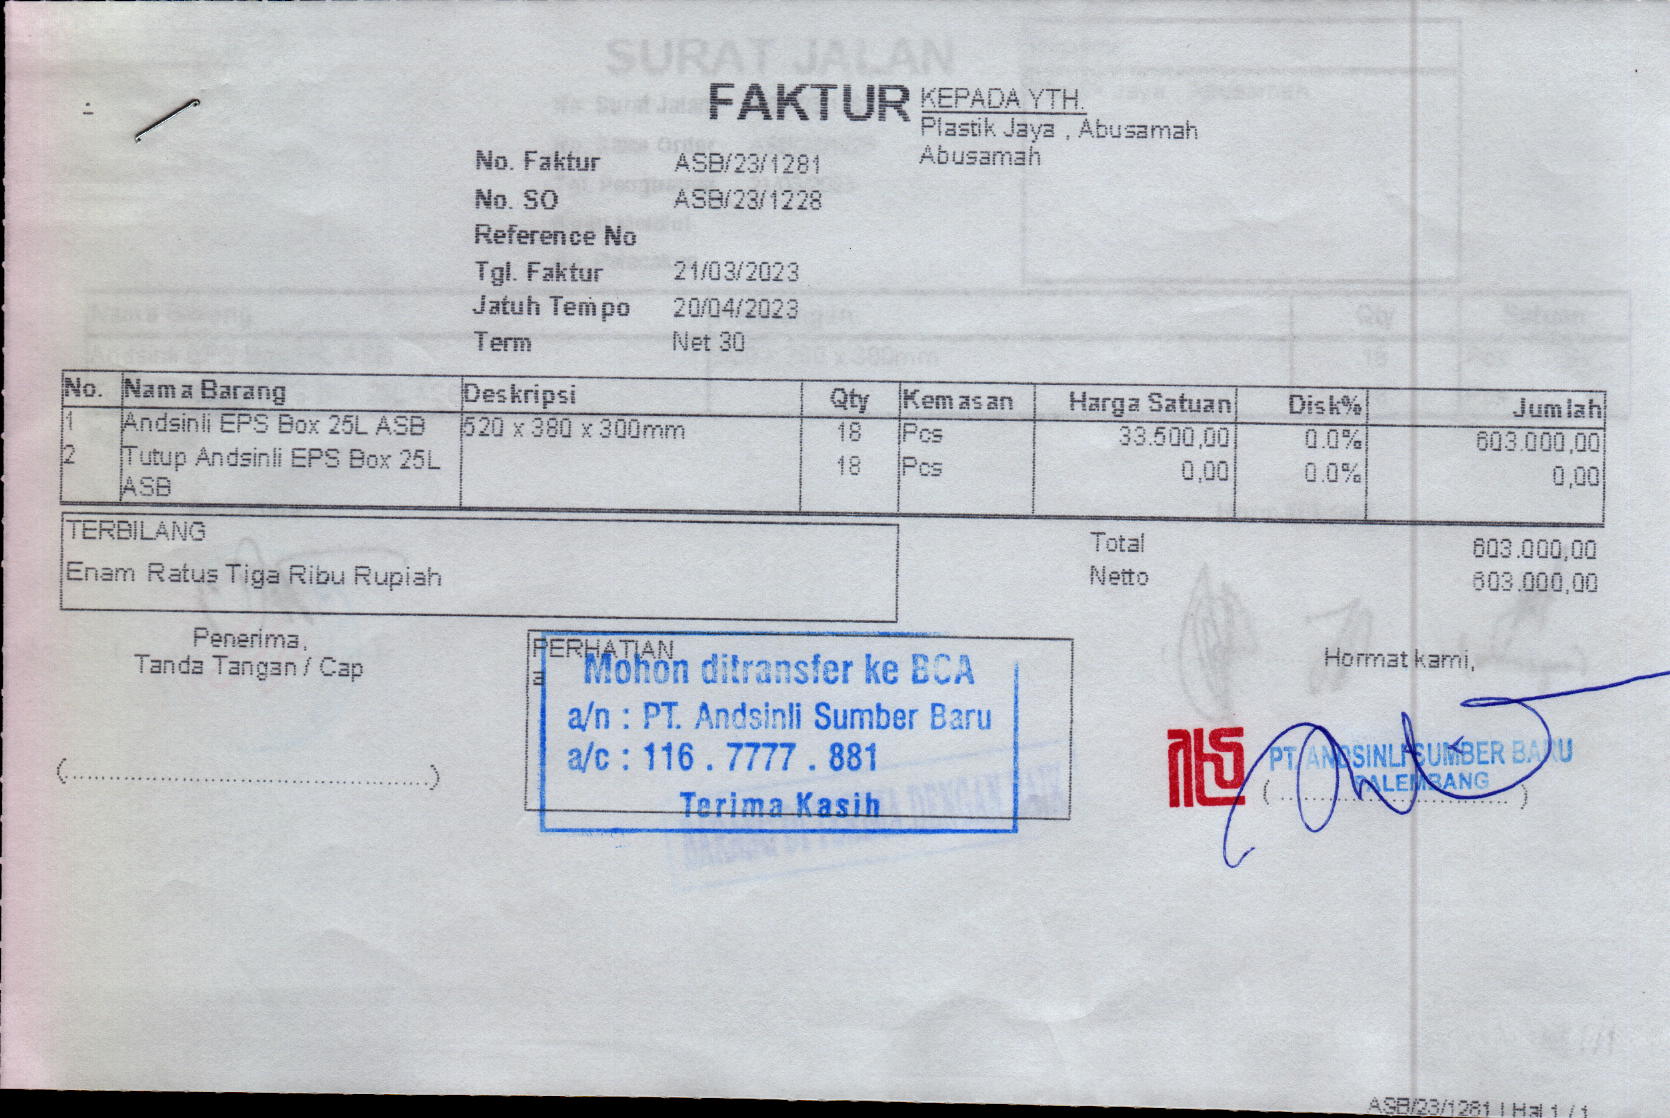 FAKTUR
KEPADA YTH.
Plastik Jaya , Abusamah
Abusamah
No. Faktur ASB/23/1281
No. SO ASB/23/1228
Reference No
Tgl. Faktur 21/03/2023
Jatuh Tempo 20/04/2023
Term Net 30
No. Nama Barang Deskripsi Qty Kemasan Harga Satuan Disk% Jumlah
1 Andsinli EPS Box 25L ASB 520 x 380 x 300mm 18 Pcs 33.500,00 0.0% 603.000,00
2 Tutup Andsinli EPS Box 25L 18 Pcs 0,00 0.0% 0,00
ASB
TERBILANG
Enam Ratus Tiga Ribu Rupiah
Total 603.000,00
Netto 603.000,00
Penerima,
Tanda Tangan / Cap
(............................................)
PERHATIAN
a
Mohon ditransfer ke BCA
a/n : PT. Andsinli Sumber Baru
a/c : 116 . 7777 . 881
Terima Kasih
Hormat kami,
PT. ANDSINLI SUMBER BARU
PALEMBANG
(................................)
ASB/23/1281 | Hal 1 / 1
SURAT JALAN